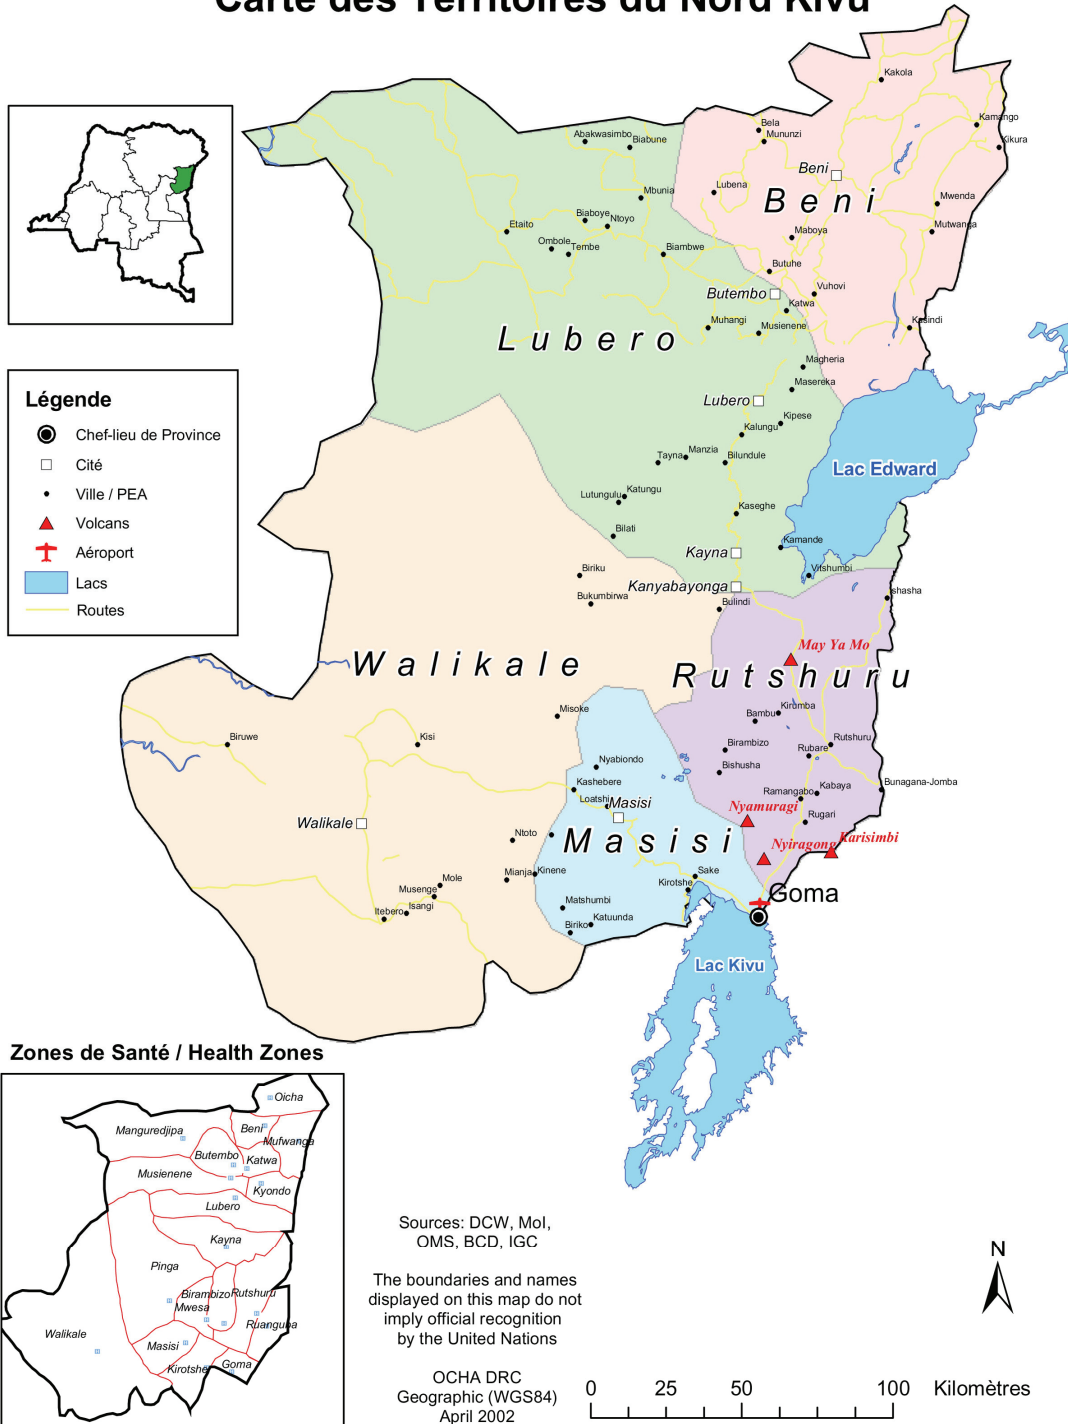 Carte des Territoires du Nord Kivu
Kakola
Kamango
Kikura
Bela
Mununzi
Abakwasimbo
Biabune
Beni
Lubena
Mbunia
Beni
Mwenda
Mutwanga
Biaboye
Ntoyo
Etaito
Ombole
Tembe
Biambwe
Maboya
Butuhe
Butembo
Vuhovi
Katwa
Muhangi
Musienene
Kasindi
Lubero
Magheria
Masereka
Lubero
Kipese
Kalungu
Manzia
Tayna
Bilundule
Lac Edward
Katungu
Lutungulu
Kaseghe
Bilati
Kamande
Kayna
Vitshumbi
Biriku
Kanyabayonga
Ishasha
Bukumbirwa
Bulindi
May Ya Mo
Walikale
Rutshuru
Misoke
Kiromba
Bambu
Biruwe
Kisi
Birambizo
Rutshuru
Rubare
Nyabiondo
Bishusha
Kashebere
Bunagana-Jomba
Loatshi
Masisi
Ramangabo
Kabaya
Nyamuragi
Rugari
Walikale
Ntoto
Masisi
Nyiragong
Karisimbi
Mianja
Kinene
Sake
Mole
Musenge
Kirotshe
Goma
Isangi
Itebero
Matshumbi
Katuunda
Biriko
Lac Kivu
Légende
Chef-lieu de Province
Cité
Ville / PEA
Volcans
Aéroport
Lacs
Routes
Zones de Santé / Health Zones
Oicha
Manguredjipa
Beni
Mufwanga
Butembo
Katwa
Musienene
Kyondo
Lubero
Kayna
Pinga
Birambizo
Rutshuru
Mwesa
Ruanguba
Walikale
Masisi
Kirotshe
Goma
Sources: DCW, MoI,
OMS, BCD, IGC
The boundaries and names
displayed on this map do not
imply official recognition
by the United Nations
OCHA DRC
Geographic (WGS84)
April 2002
N
0 25 50 100 Kilomètres